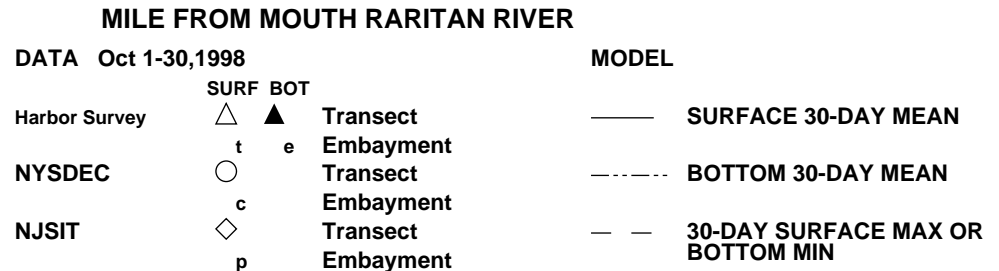 MILE FROM MOUTH RARITAN RIVER
DATA Oct 1-30,1998 MODEL
SURF BOT
Harbor Survey Transect SURFACE 30-DAY MEAN
t e Embayment
NYSDEC Transect BOTTOM 30-DAY MEAN
c Embayment
NJSIT Transect 30-DAY SURFACE MAX OR
BOTTOM MIN
p Embayment